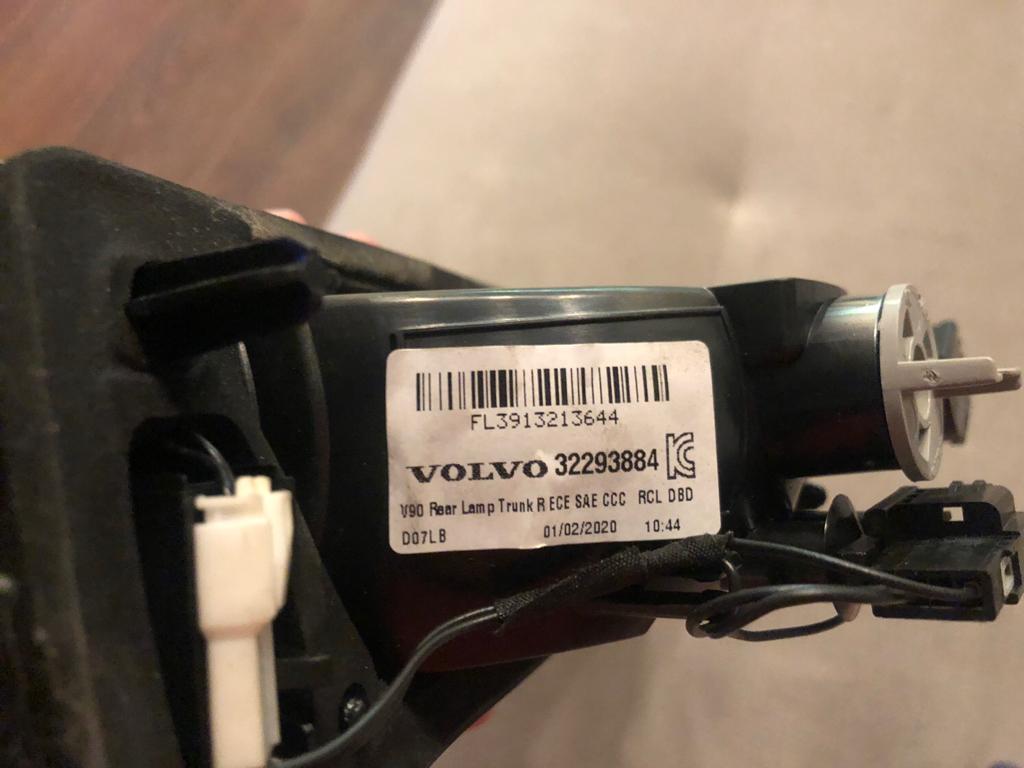 FL3913213644
VOLVO 32293884
V90 Rear Lamp Trunk R ECE SAE CCC RCL DBD
D07LB 01/02/2020 10:44